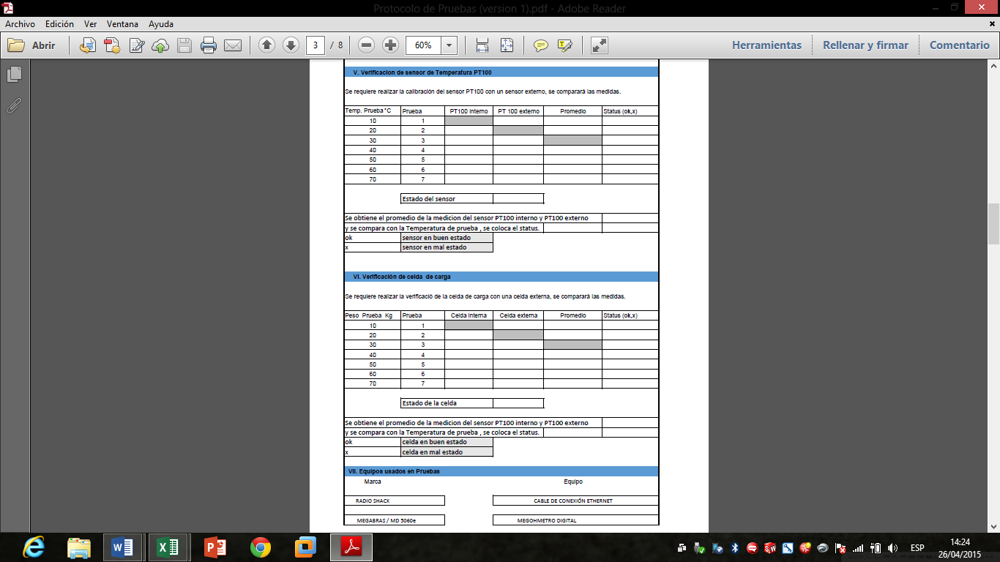 Protocolo de Pruebas (version 1).pdf - Adobe Reader
Archivo Edición Ver Ventana Ayuda
Abrir 3 / 8 60% Herramientas Rellenar y firmar Comentario
V. Verificacion de sensor de Temperatura PT100
Se requiere realizar la calibración del sensor PT100 con un sensor externo, se comparará las medidas.
Temp. Prueba °C Prueba PT100 Interno PT 100 externo Promedio Status (ok,x)
10 1
20 2
30 3
40 4
50 5
60 6
70 7
Estado del sensor
Se obtiene el promedio de la medicion del sensor PT100 interno y PT100 externo
y se compara con la Temperatura de prueba , se coloca el status.
ok sensor en buen estado
x sensor en mal estado
VI. Verificación de celda de carga
Se requiere realizar la verificació de la celda de carga con una celda externa, se comparará las medidas.
Peso Prueba Kg Prueba Celda interna Celda externa Promedio Status (ok,x)
10 1
20 2
30 3
40 4
50 5
60 6
70 7
Estado de la celda
Se obtiene el promedio de la medicion del sensor PT100 interno y PT100 externo
y se compara con la Temperatura de prueba , se coloca el status.
ok celda en buen estado
x celda en mal estado
VII. Equipos usados en Pruebas
Marca Equipo
RADIO SHACK CABLE DE CONEXIÓN ETHERNET
MEGABRAS / MD 5060e MEGOHMETRO DIGITAL
ESP 14:24
26/04/2015